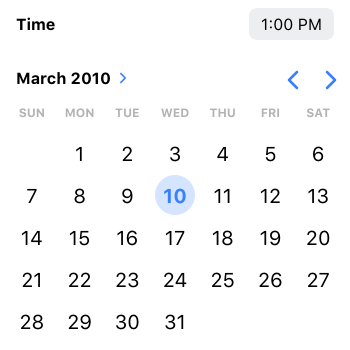 Time 1:00 PM
March 2010
SUN MON TUE WED THU FRI SAT
1 2 3 4 5 6
7 8 9 10 11 12 13
14 15 16 17 18 19 20
21 22 23 24 25 26 27
28 29 30 31